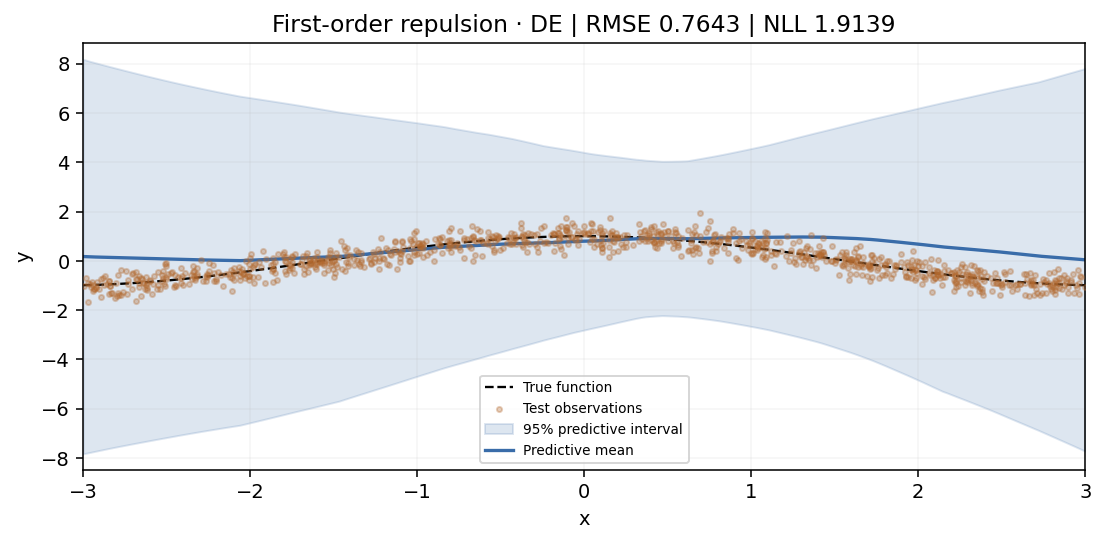 First-order repulsion · DE | RMSE 0.7643 | NLL 1.9139
y
8
6
4
2
0
−2
−4
−6
−8
True function
Test observations
95% predictive interval
Predictive mean
−3 −2 −1 0 1 2 3
x